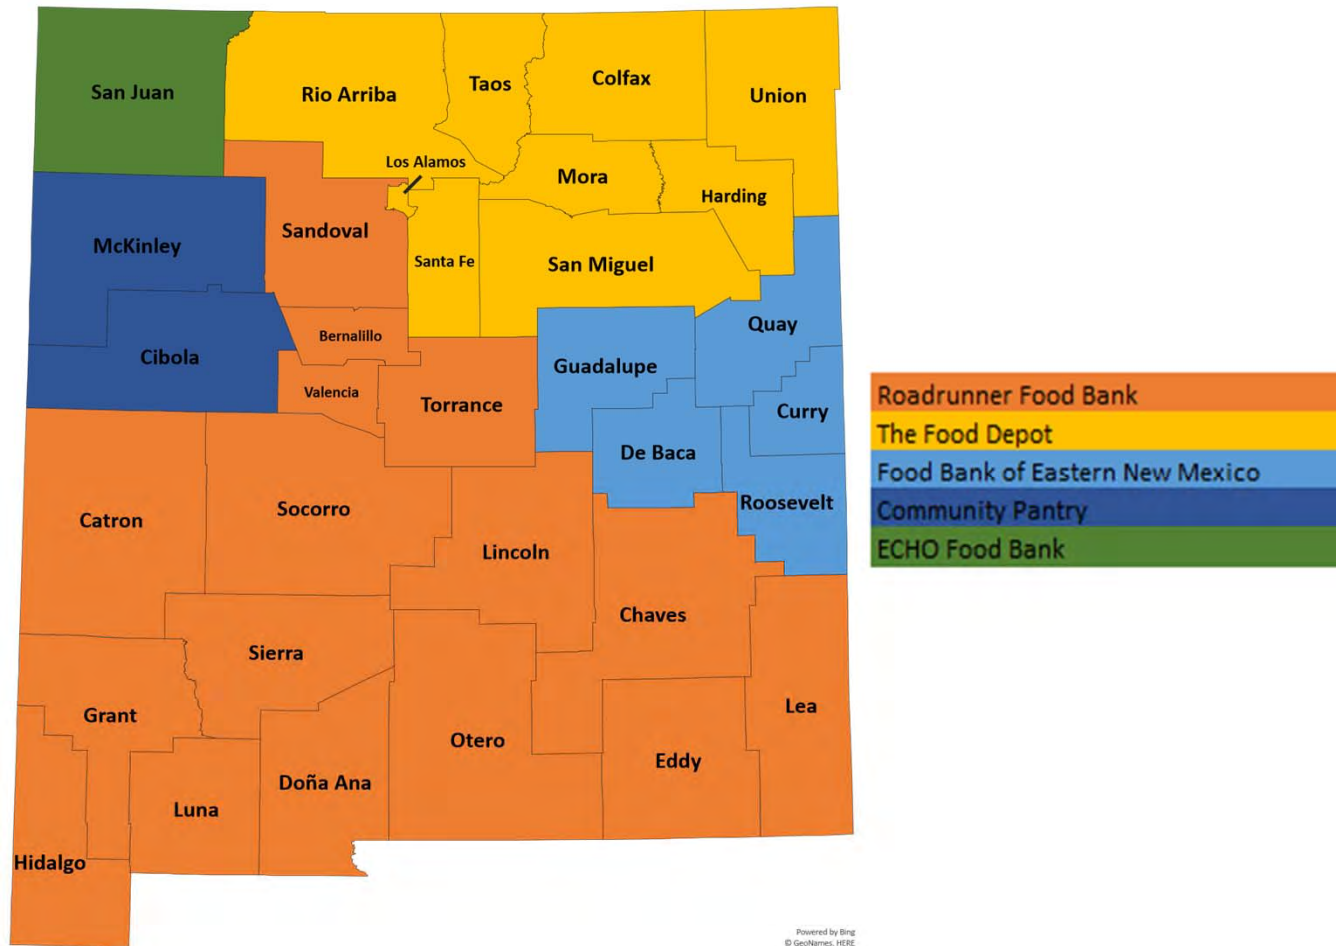 San Juan
Rio Arriba
Taos
Colfax
Union
Los Alamos
Mora
Harding
McKinley
Sandoval
Santa Fe
San Miguel
Quay
Bernalillo
Cibola
Guadalupe
Valencia
Torrance
Curry
De Baca
Roosevelt
Catron
Socorro
Lincoln
Chaves
Sierra
Grant
Lea
Otero
Eddy
Doña Ana
Luna
Hidalgo
Roadrunner Food Bank
The Food Depot
Food Bank of Eastern New Mexico
Community Pantry
ECHO Food Bank
Powered by Bing
© GeoNames, HERE